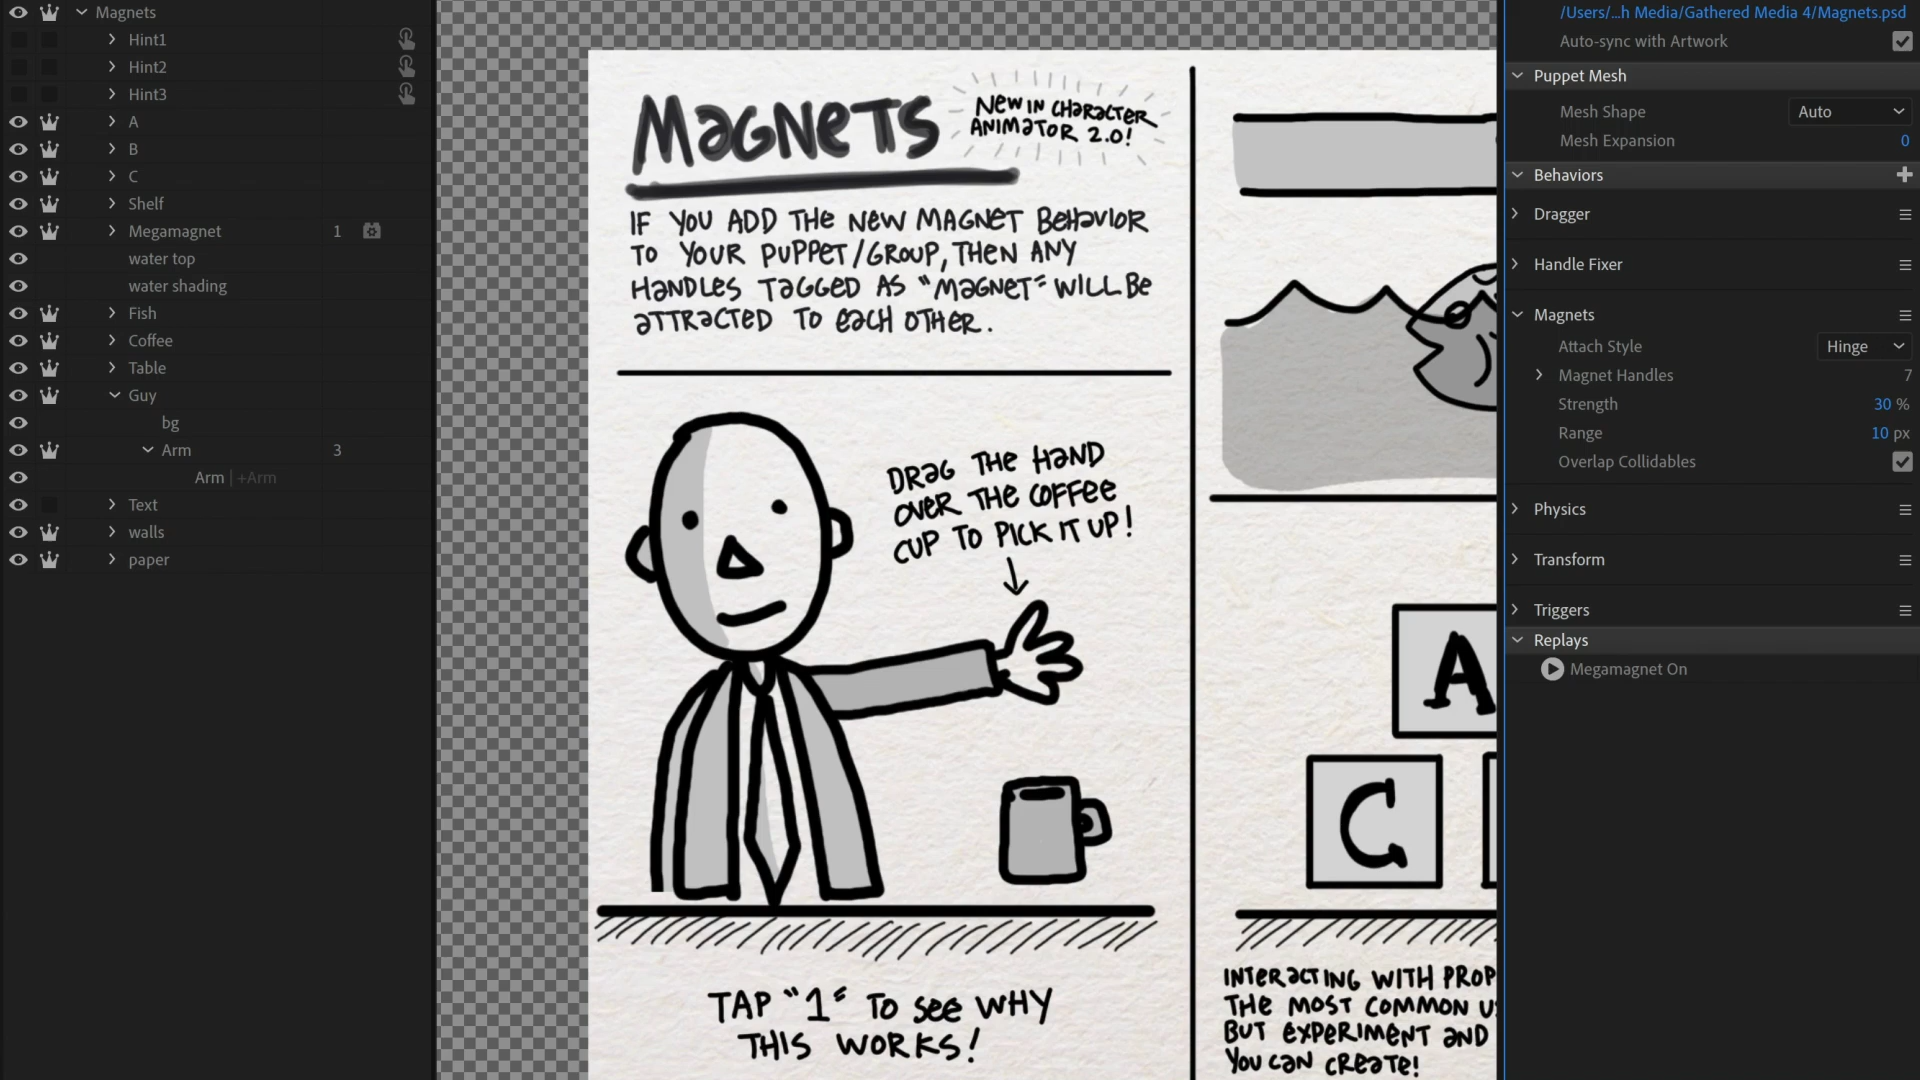 Magnets
Hint1
Hint2
Hint3
A
B
C
Shelf
Megamagnet 1
water top
water shading
Fish
Coffee
Table
Guy
bg
Arm 3
Arm | +Arm
Text
walls
paper
MAGNETS
NEW IN CHARACTER
ANIMATOR 2.0!
IF YOU ADD THE NEW MAGNET BEHAVIOR
TO YOUR PUPPET/GROUP, THEN ANY
HANDLES TAGGED AS "MAGNET" WILL BE
ATTRACTED TO EACH OTHER.
DRAG THE HAND
OVER THE COFFEE
CUP TO PICK IT UP!
TAP "1" TO SEE WHY
THIS WORKS!
A
C
INTERACTING WITH PROP
THE MOST COMMON U
BUT EXPERIMENT AND
YOU CAN CREATE!
/Users/...h Media/Gathered Media 4/Magnets.psd
Auto-sync with Artwork
Puppet Mesh
Mesh Shape Auto
Mesh Expansion 0
Behaviors
Dragger
Handle Fixer
Magnets
Attach Style Hinge
Magnet Handles 7
Strength 30 %
Range 10 px
Overlap Collidables
Physics
Transform
Triggers
Replays
Megamagnet On